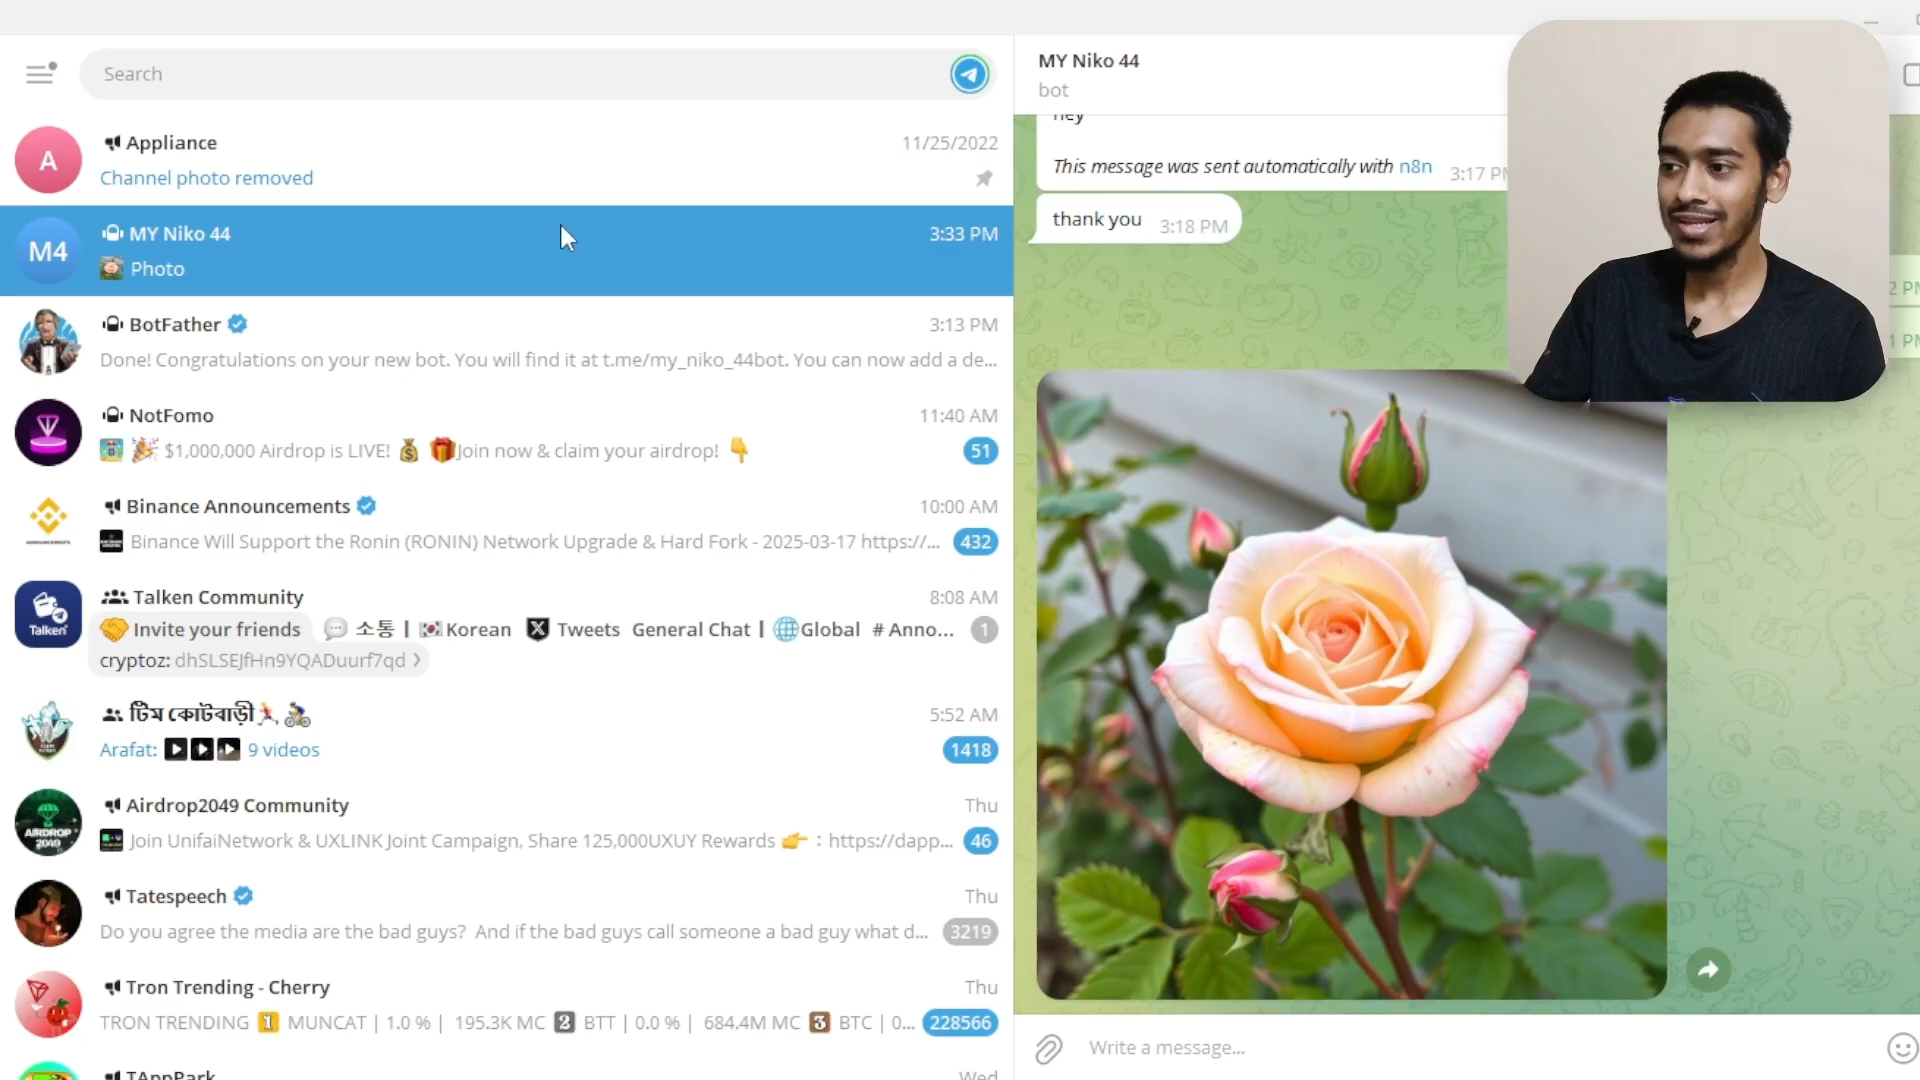 Search
A
Appliance
11/25/2022
Channel photo removed
M4
MY Niko 44
3:33 PM
Photo
BotFather
3:13 PM
Done! Congratulations on your new bot. You will find it at t.me/my_niko_44bot. You can now add a de...
NotFomo
11:40 AM
$1,000,000 Airdrop is LIVE! Join now & claim your airdrop!
51
Binance Announcements
10:00 AM
Binance Will Support the Ronin (RONIN) Network Upgrade & Hard Fork - 2025-03-17 https://...
432
Talken
Talken Community
8:08 AM
Invite your friends 소통 | Korean Tweets General Chat | Global # Anno...
1
cryptoz: dhSLSEJfHn9YQADuurf7qd
টিম কোটবাড়ী
5:52 AM
Arafat: 9 videos
1418
AIRDROP
2049
Airdrop2049 Community
Thu
Join UnifaiNetwork & UXLINK Joint Campaign, Share 125,000UXUY Rewards : https://dapp...
46
Tatespeech
Thu
Do you agree the media are the bad guys? And if the bad guys call someone a bad guy what d...
3219
Tron Trending - Cherry
Thu
TRON TRENDING 1 MUNCAT | 1.0 % | 195.3K MC 2 BTT | 0.0 % | 684.4M MC 3 BTC | 0...
228566
TAppPark
Wed
MY Niko 44
bot
hey
This message was sent automatically with n8n
3:17 PM
thank you
3:18 PM
Write a message...